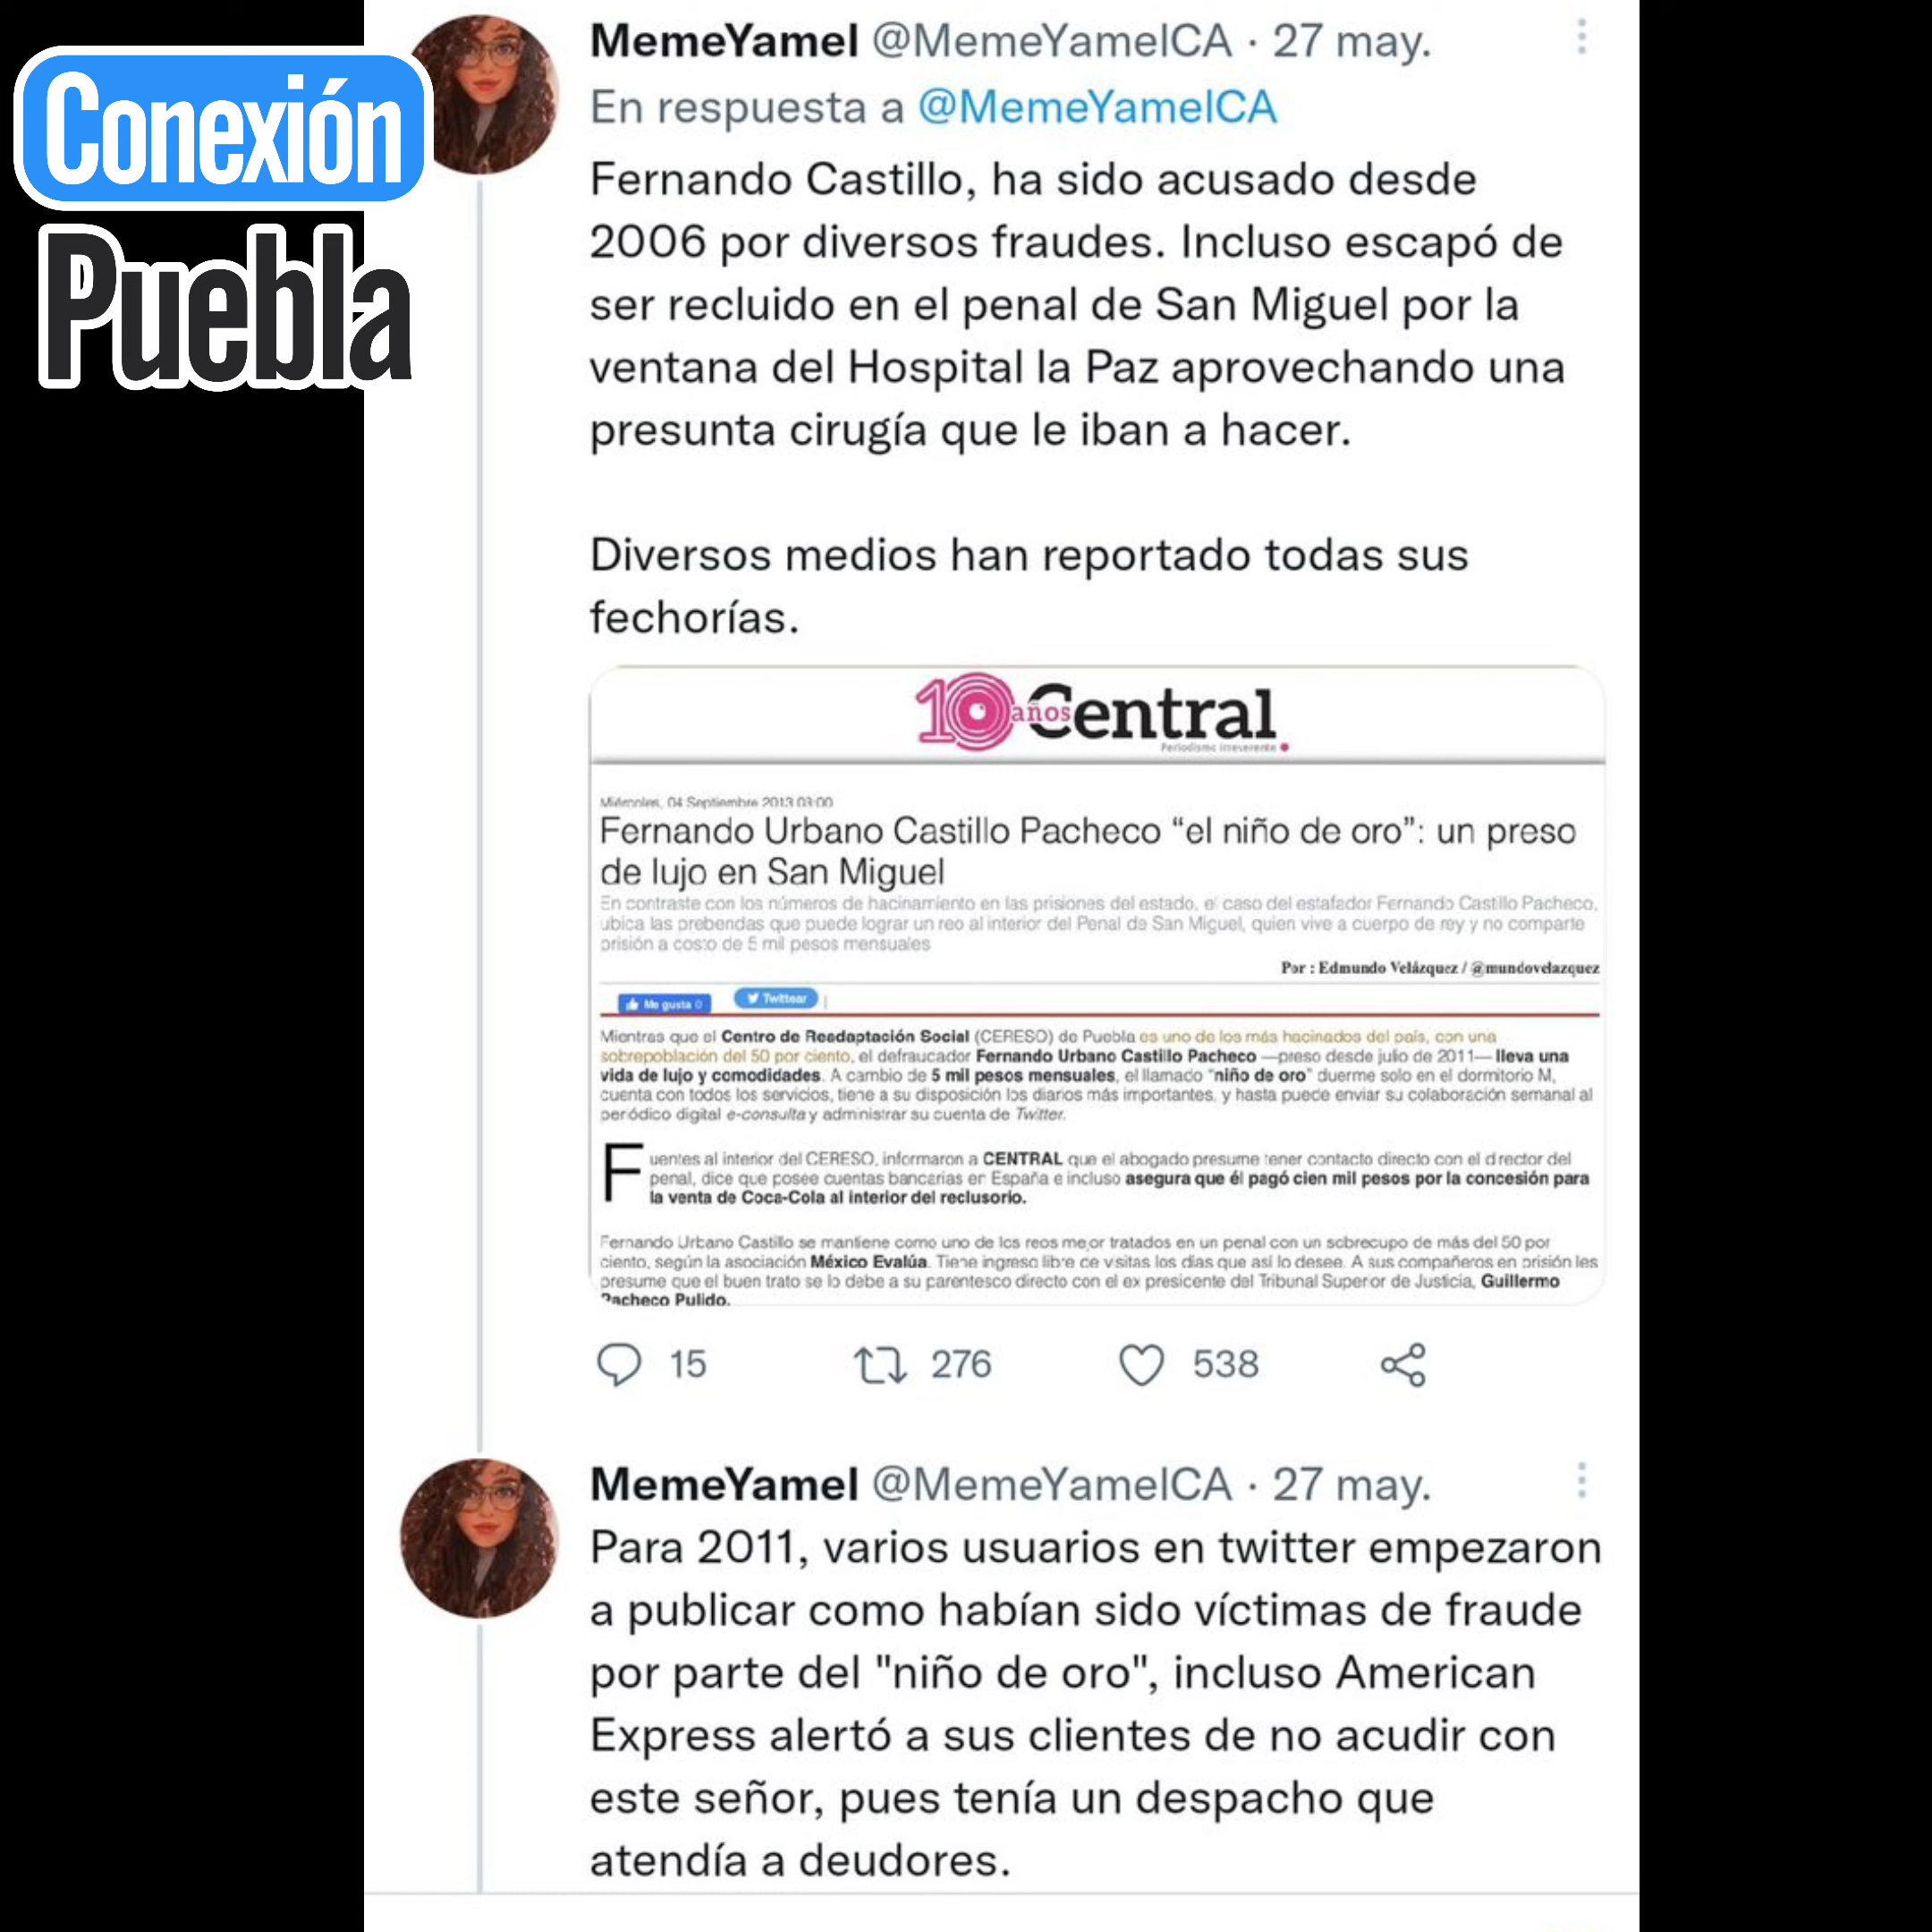 Conexión
Puebla
MemeYamel @MemeYamelCA · 27 may.
En respuesta a @MemeYamelCA
Fernando Castillo, ha sido acusado desde
2006 por diversos fraudes. Incluso escapó de
ser recluido en el penal de San Miguel por la
ventana del Hospital la Paz aprovechando una
presunta cirugía que le iban a hacer.
Diversos medios han reportado todas sus
fechorías.
10 años Central
Periodismo irreverente
Miércoles, 04 Septiembre 2013 03:00
Fernando Urbano Castillo Pacheco “el niño de oro”: un preso
de lujo en San Miguel
En contraste con los números de hacinamiento en las prisiones del estado, el caso del estafador Fernando Castillo Pacheco,
ubica las prebendas que puede lograr un reo al interior del Penal de San Miguel, quien vive a cuerpo de rey y no comparte
prisión a costo de 5 mil pesos mensuales
Por : Edmundo Velázquez / @mundovelazquez
Me gusta 0
Twittear
Mientras que el Centro de Readaptación Social (CERESO) de Puebla es uno de los más hacinados del país, con una
sobrepoblación del 50 por ciento, el defraucador Fernando Urbano Castillo Pacheco —preso desde julio de 2011— lleva una
vida de lujo y comodidades. A cambio de 5 mil pesos mensuales, el llamado “niño de oro” duerme solo en el dormitorio M,
cuenta con todos los servicios, tiene a su disposición los diarios más importantes, y hasta puede enviar su colaboración semanal al
periódico digital e-consulta y administrar su cuenta de Twitter.
Fuentes al interior del CERESO, informaron a CENTRAL que el abogado presume tener contacto directo con el director del
penal, dice que posee cuentas bancarias en España e incluso asegura que él pagó cien mil pesos por la concesión para
la venta de Coca-Cola al interior del reclusorio.
Fernando Urbano Castillo se mantiene como uno de los reos mejor tratados en un penal con un sobrecupo de más del 50 por
ciento, según la asociación México Evalúa. Tiene ingreso libre de visitas los días que así lo desee. A sus compañeros en prisión les
presume que el buen trato se lo debe a su parentesco directo con el ex presidente del Tribunal Superior de Justicia, Guillermo
Pacheco Pulido.
15 276 538
MemeYamel @MemeYamelCA · 27 may.
Para 2011, varios usuarios en twitter empezaron
a publicar como habían sido víctimas de fraude
por parte del "niño de oro", incluso American
Express alertó a sus clientes de no acudir con
este señor, pues tenía un despacho que
atendía a deudores.